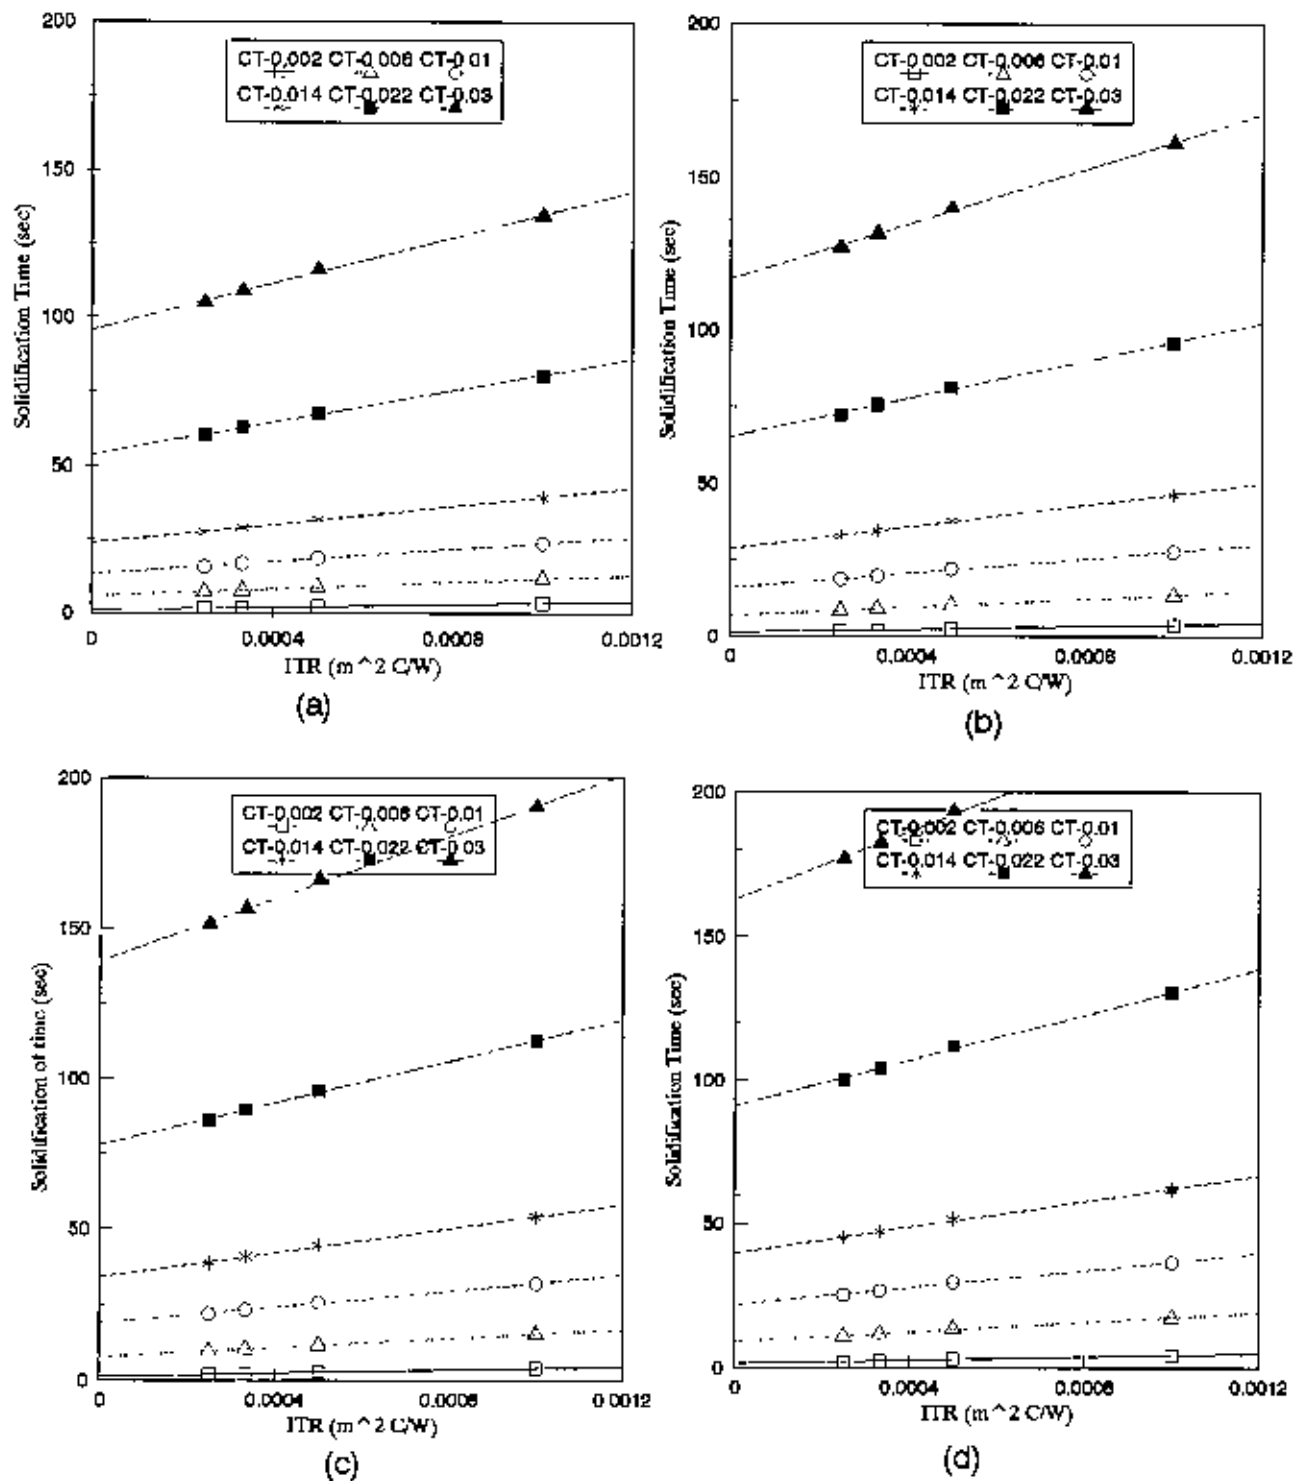 200
CT-0.002 CT-0.006 CT-0.01
CT-0.014 CT-0.022 CT-0.03
150
100
50
0
Solidification Time (sec)
0 0.0004 0.0008 0.0012
ITR (m^2 C/W)
(a)
200
CT-0.002 CT-0.006 CT-0.01
CT-0.014 CT-0.022 CT-0.03
150
100
50
0
Solidification Time (sec)
0 0.0004 0.0008 0.0012
ITR (m^2 C/W)
(b)
200
CT-0.002 CT-0.006 CT-0.01
CT-0.014 CT-0.022 CT-0.03
150
100
50
0
Solidification of time (sec)
0 0.0004 0.0008 0.0012
ITR (m^2 C/W)
(c)
200
CT-0.002 CT-0.006 CT-0.01
CT-0.014 CT-0.022 CT-0.03
150
100
50
0
Solidification Time (sec)
0 0.0004 0.0008 0.0012
ITR (m^2 C/W)
(d)